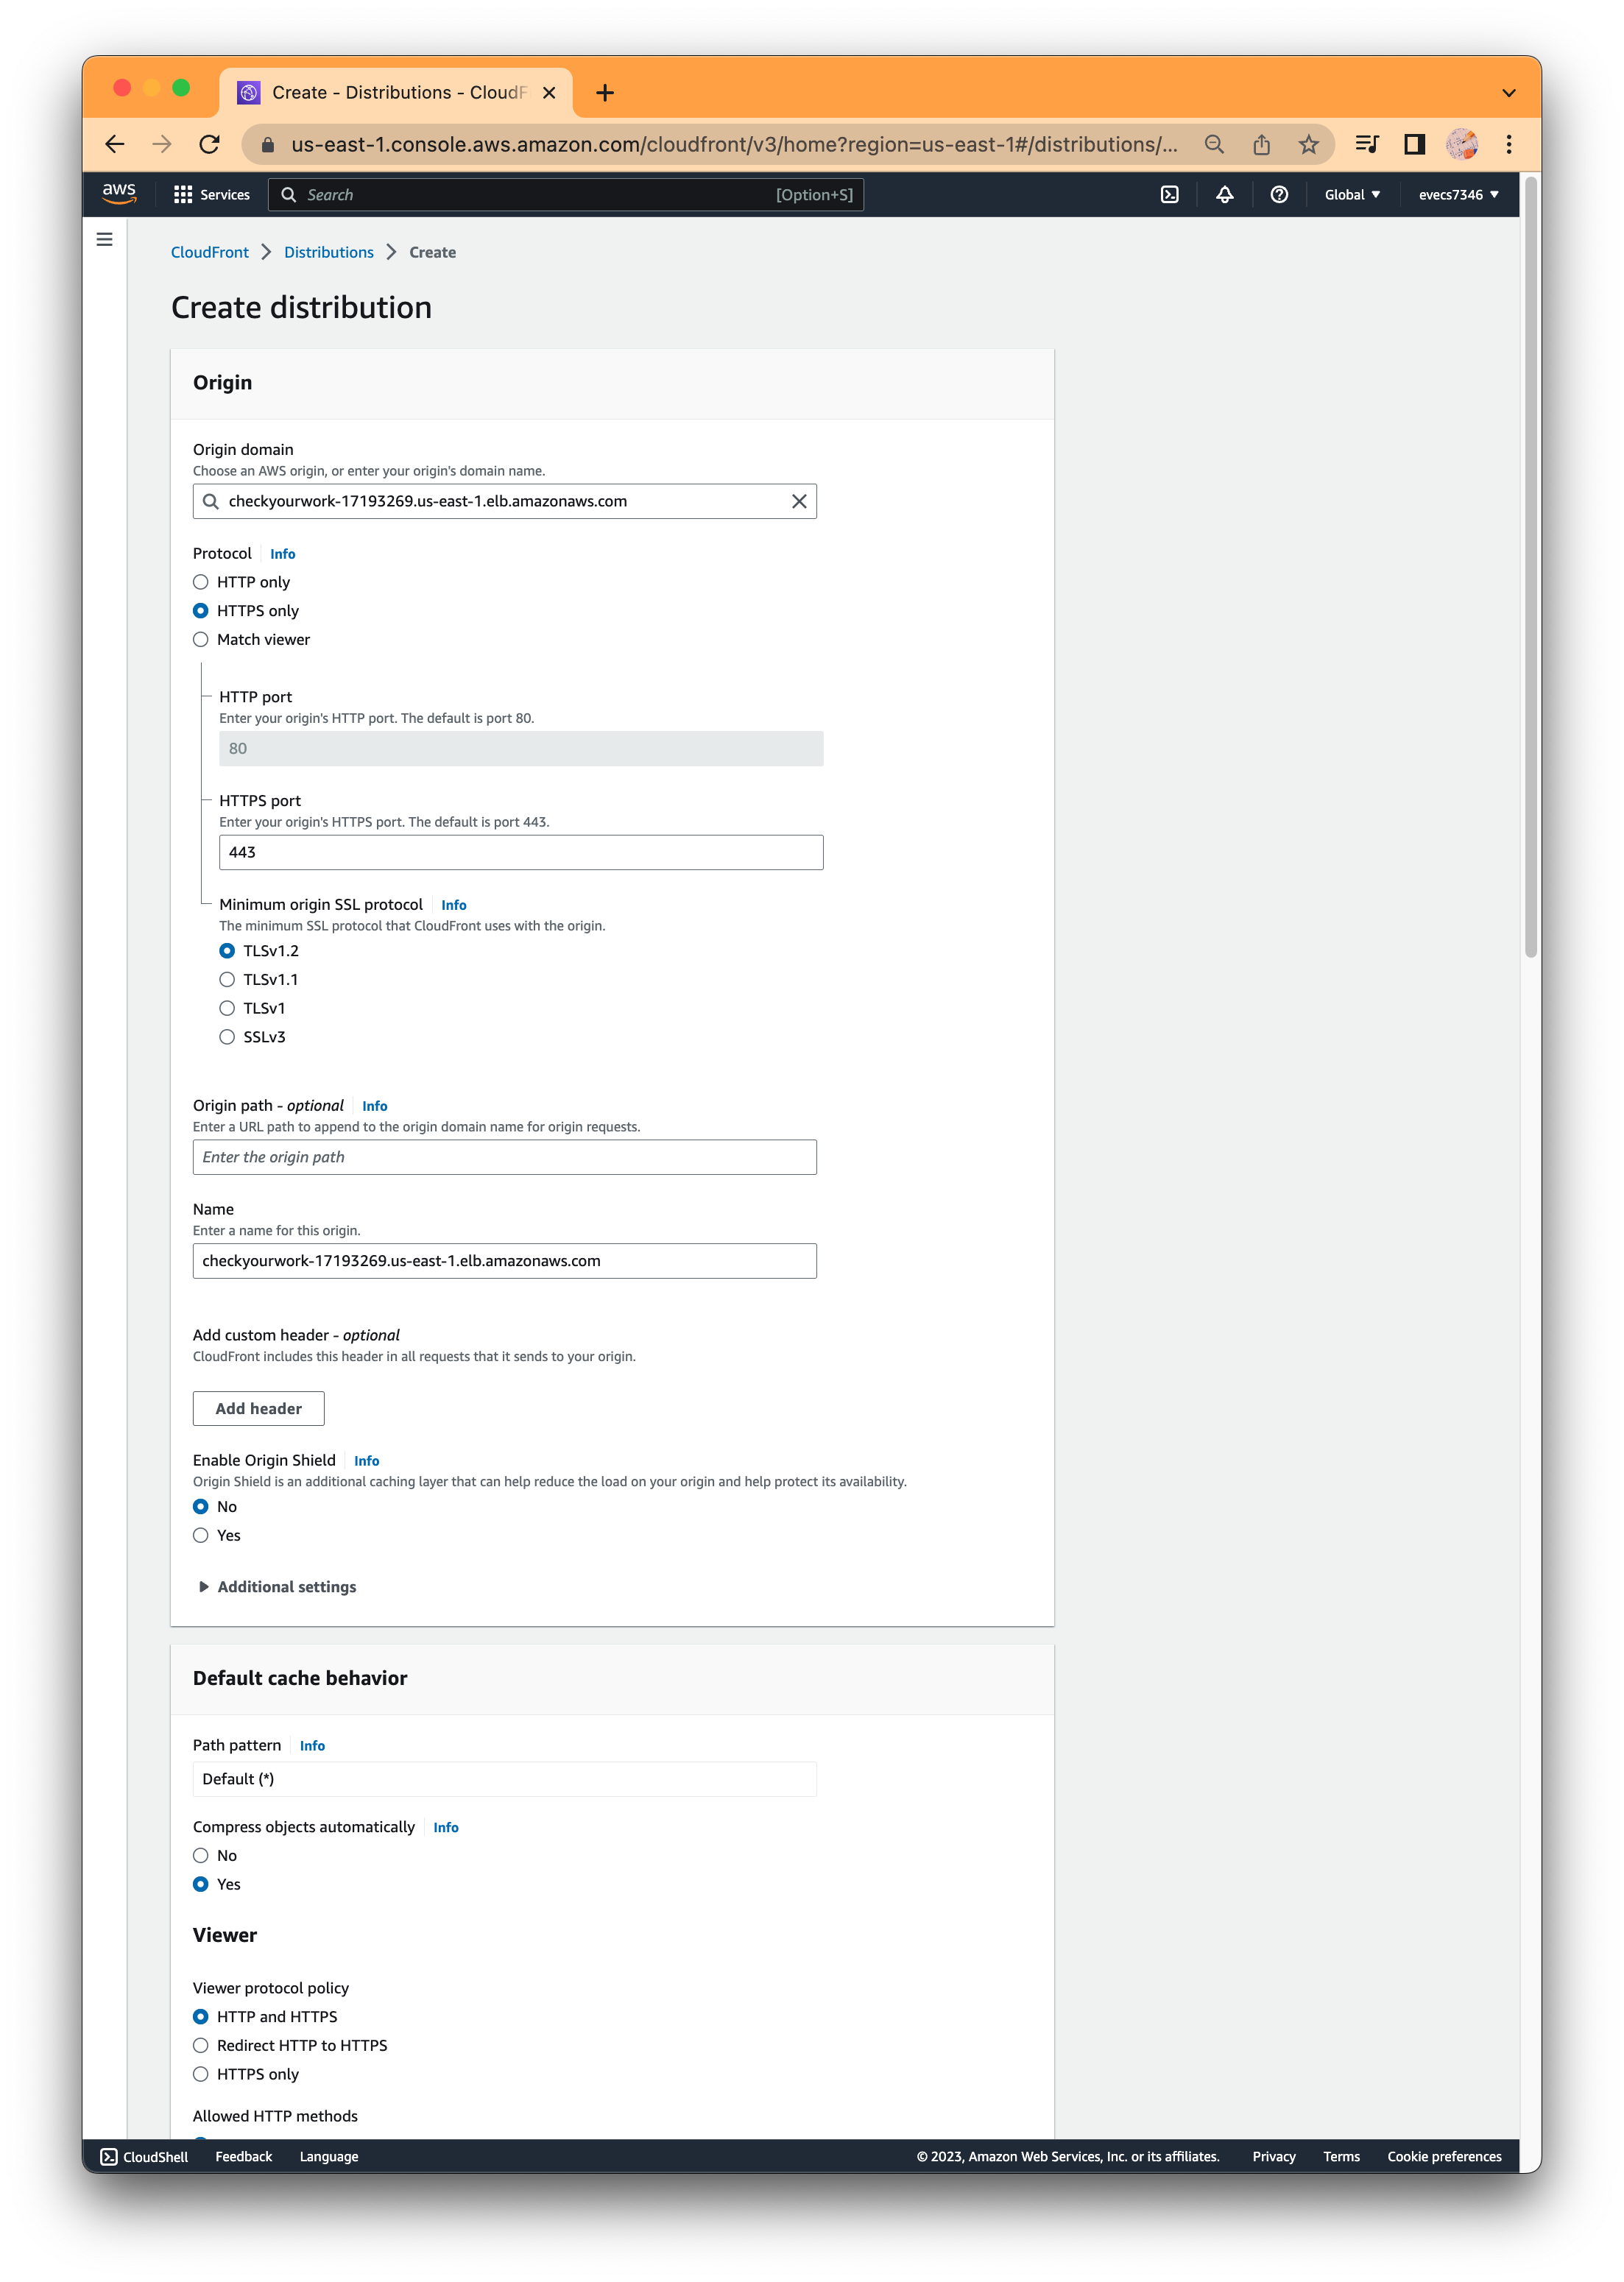 Create - Distributions - CloudF
us-east-1.console.aws.amazon.com/cloudfront/v3/home?region=us-east-1#/distributions/...
aws Services Search [Option+S] Global evecs7346
CloudFront Distributions Create
Create distribution
Origin
Origin domain
Choose an AWS origin, or enter your origin's domain name.
checkyourwork-17193269.us-east-1.elb.amazonaws.com
Protocol Info
HTTP only
HTTPS only
Match viewer
HTTP port
Enter your origin's HTTP port. The default is port 80.
80
HTTPS port
Enter your origin's HTTPS port. The default is port 443.
443
Minimum origin SSL protocol Info
The minimum SSL protocol that CloudFront uses with the origin.
TLSv1.2
TLSv1.1
TLSv1
SSLv3
Origin path - optional Info
Enter a URL path to append to the origin domain name for origin requests.
Enter the origin path
Name
Enter a name for this origin.
checkyourwork-17193269.us-east-1.elb.amazonaws.com
Add custom header - optional
CloudFront includes this header in all requests that it sends to your origin.
Add header
Enable Origin Shield Info
Origin Shield is an additional caching layer that can help reduce the load on your origin and help protect its availability.
No
Yes
Additional settings
Default cache behavior
Path pattern Info
Default (*)
Compress objects automatically Info
No
Yes
Viewer
Viewer protocol policy
HTTP and HTTPS
Redirect HTTP to HTTPS
HTTPS only
Allowed HTTP methods
CloudShell Feedback Language © 2023, Amazon Web Services, Inc. or its affiliates. Privacy Terms Cookie preferences